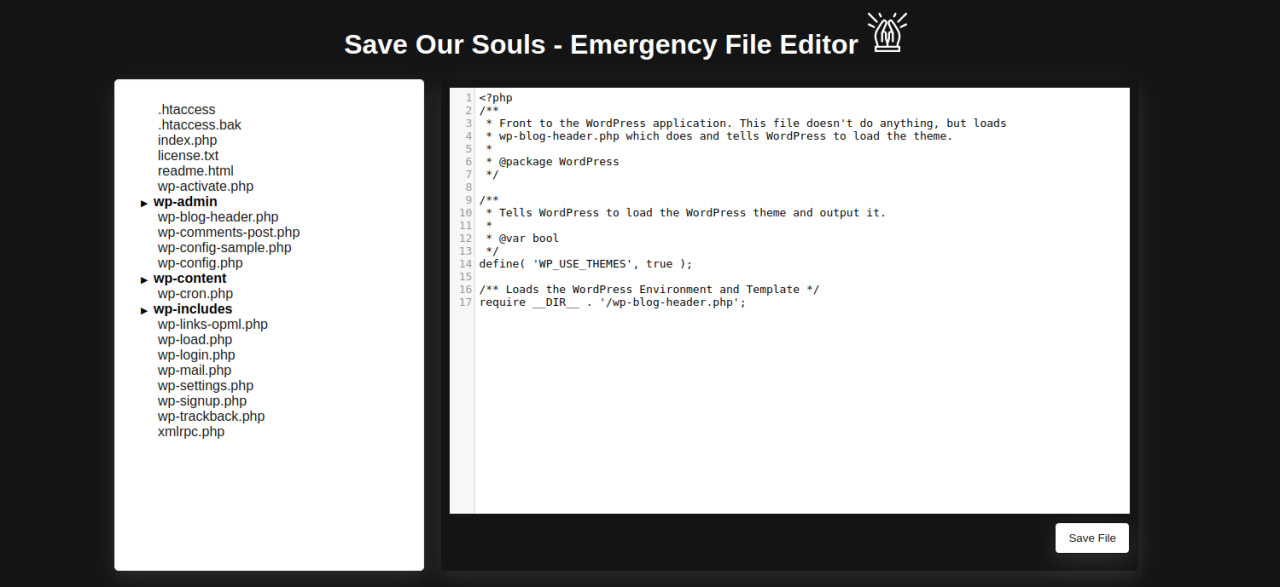 Save Our Souls - Emergency File Editor
.htaccess
.htaccess.bak
index.php
license.txt
readme.html
wp-activate.php
▶ wp-admin
wp-blog-header.php
wp-comments-post.php
wp-config-sample.php
wp-config.php
▶ wp-content
wp-cron.php
▶ wp-includes
wp-links-opml.php
wp-load.php
wp-login.php
wp-mail.php
wp-settings.php
wp-signup.php
wp-trackback.php
xmlrpc.php
1 <?php
2 /**
3  * Front to the WordPress application. This file doesn't do anything, but loads
4  * wp-blog-header.php which does and tells WordPress to load the theme.
5  *
6  * @package WordPress
7  */
8
9 /**
10  * Tells WordPress to load the WordPress theme and output it.
11  *
12  * @var bool
13  */
14 define( 'WP_USE_THEMES', true );
15
16 /** Loads the WordPress Environment and Template */
17 require __DIR__ . '/wp-blog-header.php';
Save File